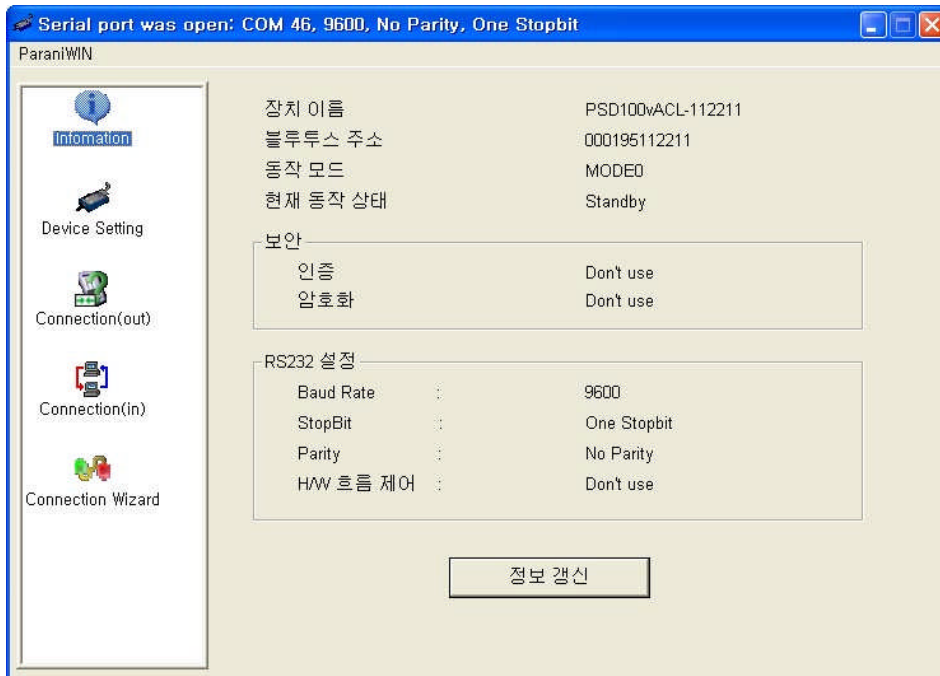 Serial port was open: COM 46, 9600, No Parity, One Stopbit
ParaniWIN
Infomation
Device Setting
Connection(out)
Connection(in)
Connection Wizard
장치 이름 PSD100vACL-112211
블루투스 주소 000195112211
동작 모드 MODE0
현재 동작 상태 Standby
보안
인증 Don't use
암호화 Don't use
RS232 설정
Baud Rate : 9600
StopBit : One Stopbit
Parity : No Parity
H/W 흐름 제어 : Don't use
정보 갱신